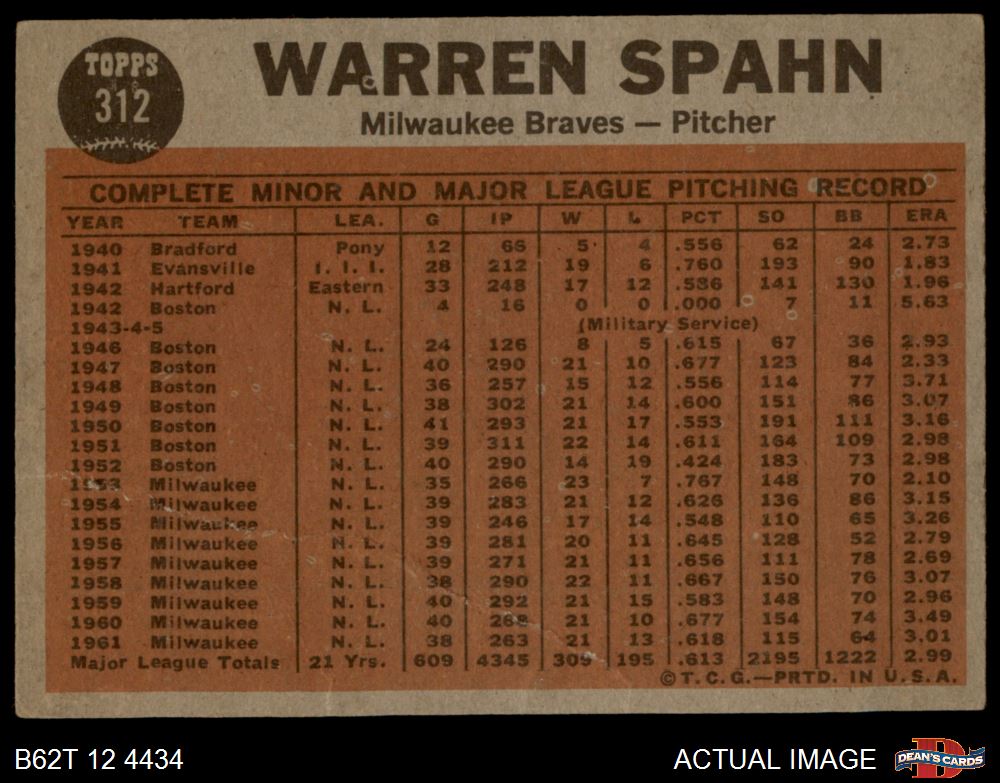 TOPPS
312
WARREN SPAHN
Milwaukee Braves — Pitcher
COMPLETE MINOR AND MAJOR LEAGUE PITCHING RECORD
YEAR TEAM LEA. G IP W L PCT SO BB ERA
1940 Bradford Pony 12 66 5 4 .556 62 24 2.73
1941 Evansville I. I. I. 28 212 19 6 .760 193 90 1.83
1942 Hartford Eastern 33 248 17 12 .586 141 130 1.96
1942 Boston N. L. 4 16 0 0 .000 7 11 5.63
1943-4-5 (Military Service)
1946 Boston N. L. 24 126 8 5 .615 67 36 2.93
1947 Boston N. L. 40 290 21 10 .677 123 84 2.33
1948 Boston N. L. 36 257 15 12 .556 114 77 3.71
1949 Boston N. L. 38 302 21 14 .600 151 86 3.07
1950 Boston N. L. 41 293 21 17 .553 191 111 3.16
1951 Boston N. L. 39 311 22 14 .611 164 109 2.98
1952 Boston N. L. 40 290 14 19 .424 183 73 2.98
1953 Milwaukee N. L. 35 266 23 7 .767 148 70 2.10
1954 Milwaukee N. L. 39 283 21 12 .626 136 86 3.15
1955 Milwaukee N. L. 39 246 17 14 .548 110 65 3.26
1956 Milwaukee N. L. 39 281 20 11 .645 128 52 2.79
1957 Milwaukee N. L. 39 271 21 11 .656 111 78 2.69
1958 Milwaukee N. L. 38 290 22 11 .667 150 76 3.07
1959 Milwaukee N. L. 40 292 21 15 .583 148 70 2.96
1960 Milwaukee N. L. 40 268 21 10 .677 154 74 3.49
1961 Milwaukee N. L. 38 263 21 13 .618 115 64 3.01
Major League Totals 21 Yrs. 609 4345 309 195 .613 2195 1222 2.99
© T. C. G.—PRTD. IN U. S. A.
B62T 12 4434
ACTUAL IMAGE
D
DEAN'S CARDS